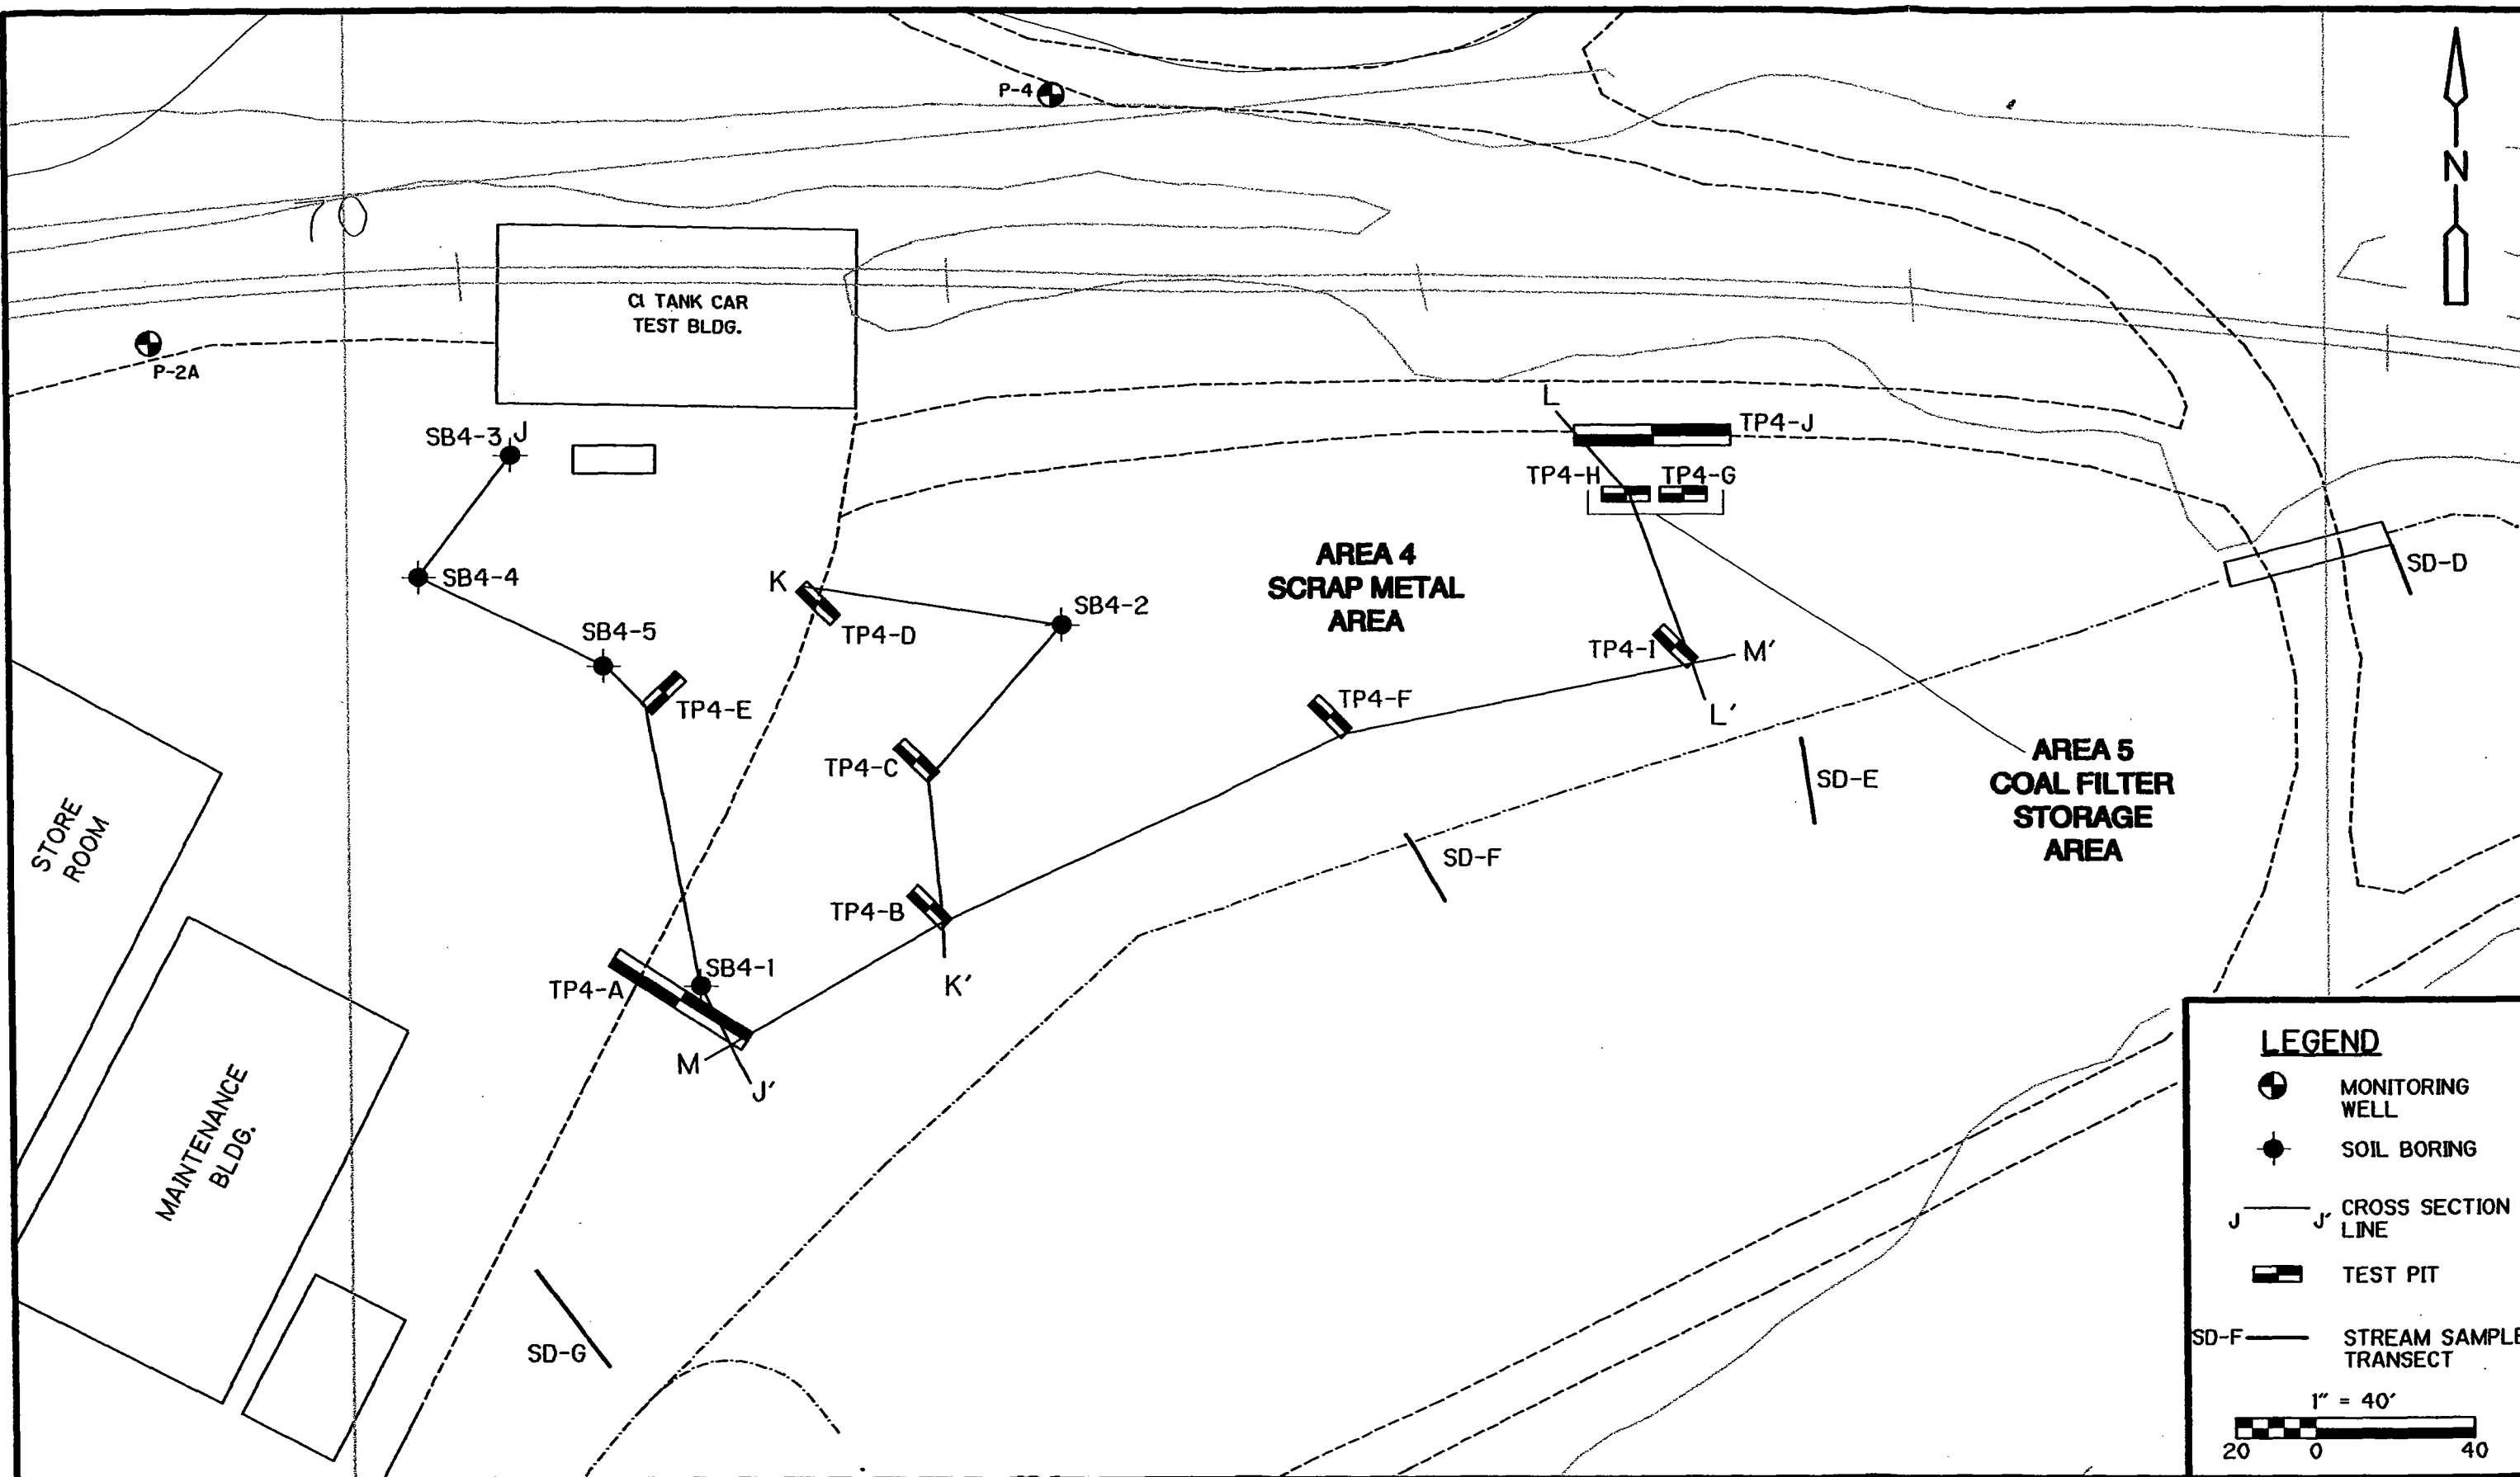 P-4
N
CI TANK CAR
TEST BLDG.
P-2A
L
SB4-3
J
TP4-J
TP4-H
TP4-G
AREA 4
SCRAP METAL
AREA
SD-D
SB4-4
K
SB4-2
TP4-D
SB4-5
TP4-I
M'
TP4-E
TP4-F
L'
AREA 5
COAL FILTER
STORAGE
AREA
TP4-C
SD-E
STORE
ROOM
SD-F
TP4-B
SB4-1
TP4-A
K'
M
J'
MAINTENANCE
BLDG.
SD-G
LEGEND
MONITORING
WELL
SOIL BORING
J J' CROSS SECTION
LINE
TEST PIT
SD-F STREAM SAMPLE
TRANSECT
1" = 40'
20 0 40